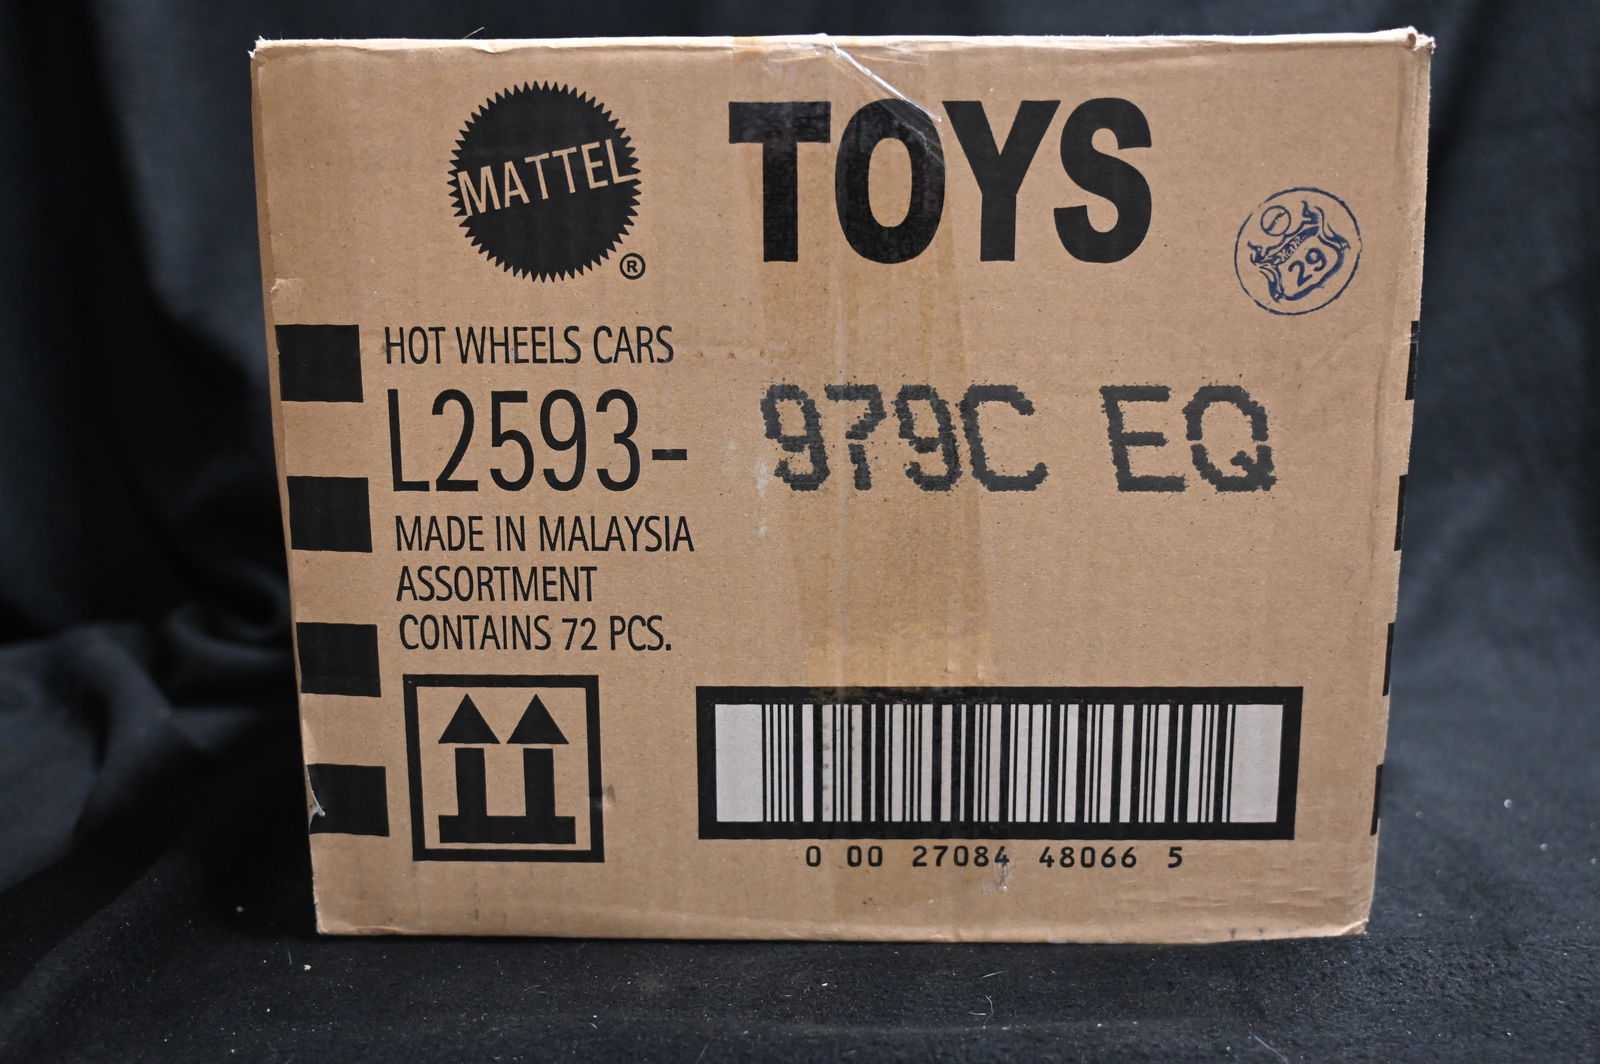 MATTEL
®
TOYS
29
HOT WHEELS CARS
L2593- 979C EQ
MADE IN MALAYSIA
ASSORTMENT
CONTAINS 72 PCS.
0 00 27084 48066 5